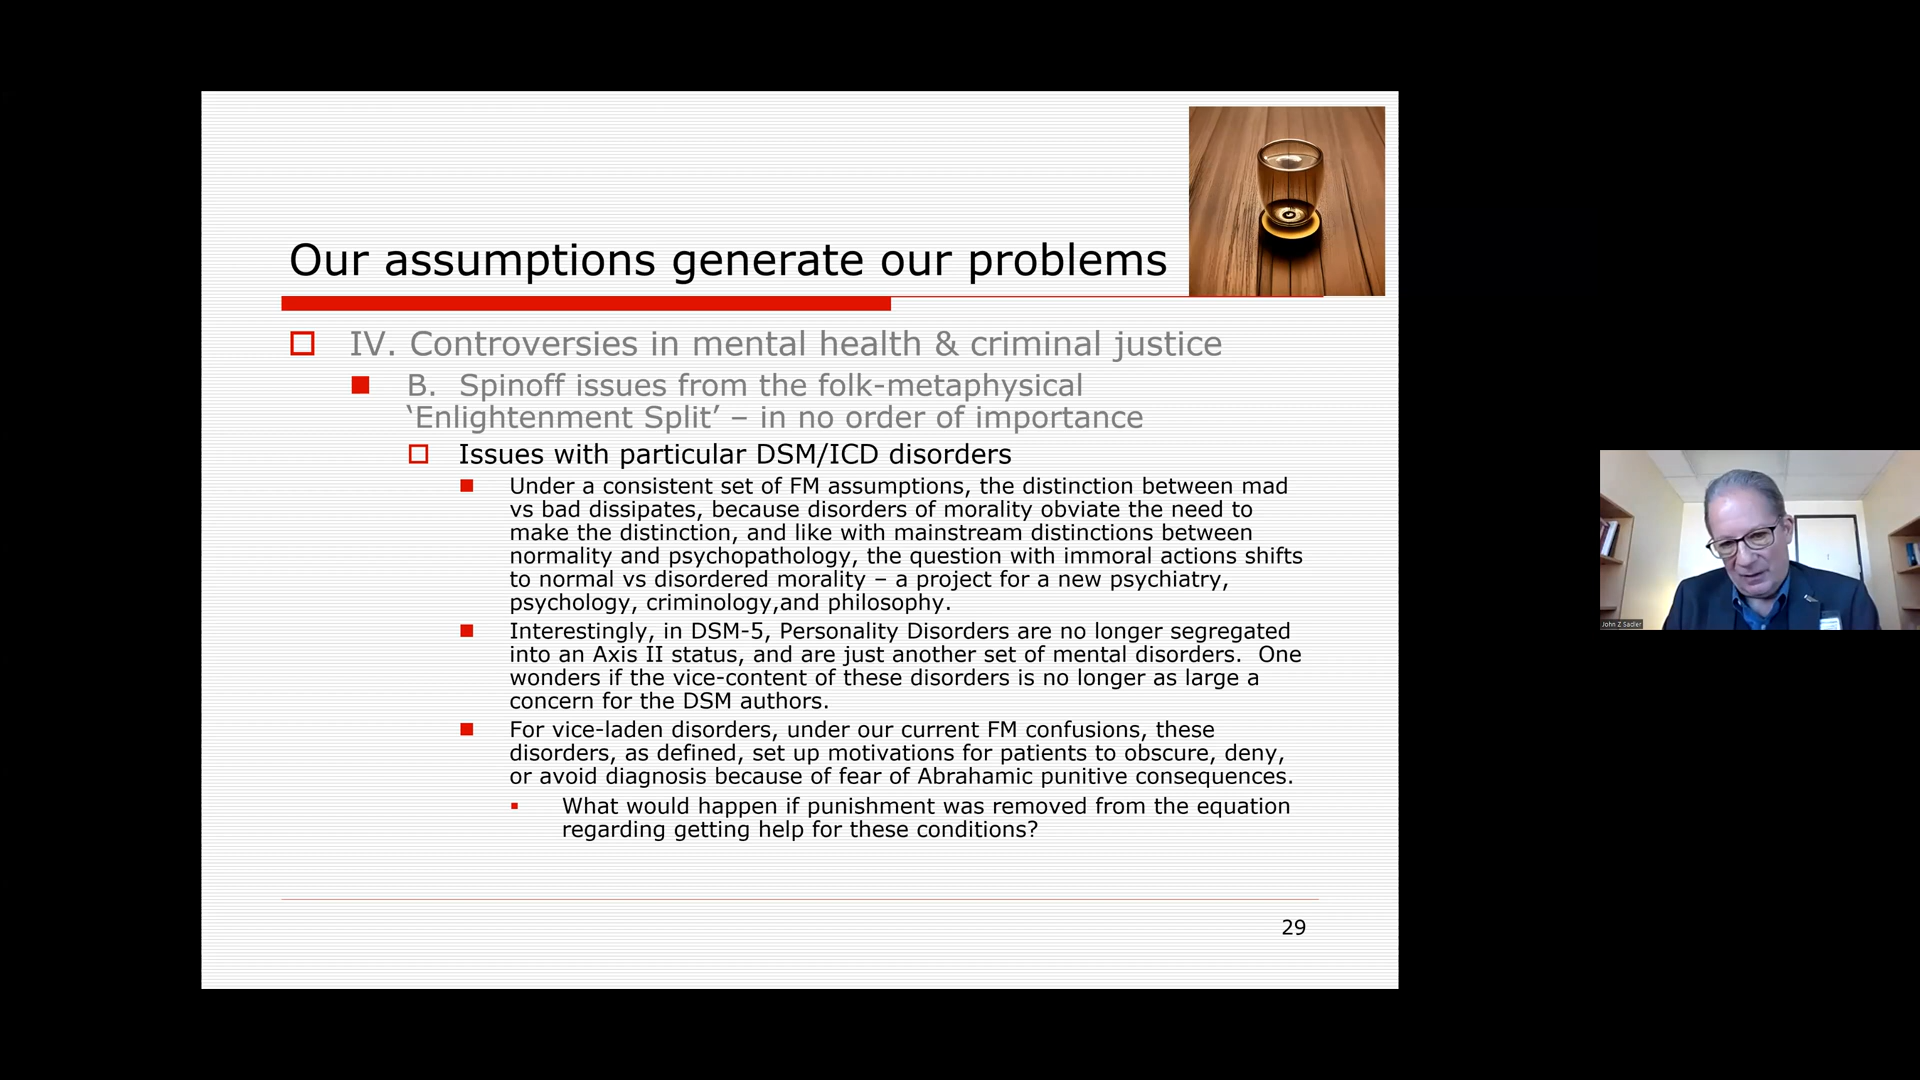 Our assumptions generate our problems
IV. Controversies in mental health & criminal justice
B. Spinoff issues from the folk-metaphysical
‘Enlightenment Split’ – in no order of importance
Issues with particular DSM/ICD disorders
Under a consistent set of FM assumptions, the distinction between mad
vs bad dissipates, because disorders of morality obviate the need to
make the distinction, and like with mainstream distinctions between
normality and psychopathology, the question with immoral actions shifts
to normal vs disordered morality – a project for a new psychiatry,
psychology, criminology,and philosophy.
Interestingly, in DSM-5, Personality Disorders are no longer segregated
into an Axis II status, and are just another set of mental disorders. One
wonders if the vice-content of these disorders is no longer as large a
concern for the DSM authors.
For vice-laden disorders, under our current FM confusions, these
disorders, as defined, set up motivations for patients to obscure, deny,
or avoid diagnosis because of fear of Abrahamic punitive consequences.
What would happen if punishment was removed from the equation
regarding getting help for these conditions?
29
John Z Sadler